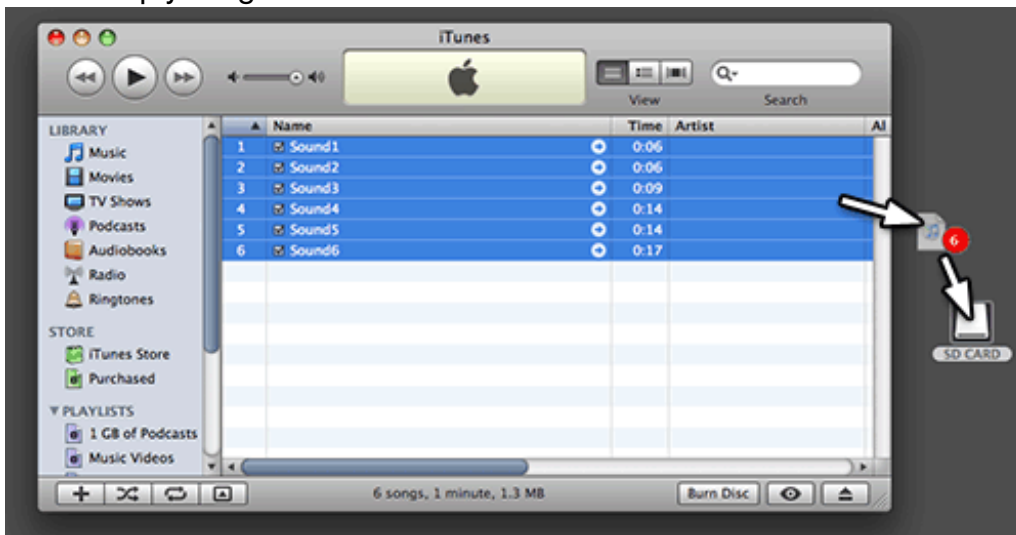 iTunes
View
Search
LIBRARY
Music
Movies
TV Shows
Podcasts
Audiobooks
Radio
Ringtones
STORE
iTunes Store
Purchased
PLAYLISTS
1 GB of Podcasts
Music Videos
Name Time Artist Al
1 Sound1 0:06
2 Sound2 0:06
3 Sound3 0:09
4 Sound4 0:14
5 Sound5 0:14
6 Sound6 0:17
6
SD CARD
6 songs, 1 minute, 1.3 MB
Burn Disc